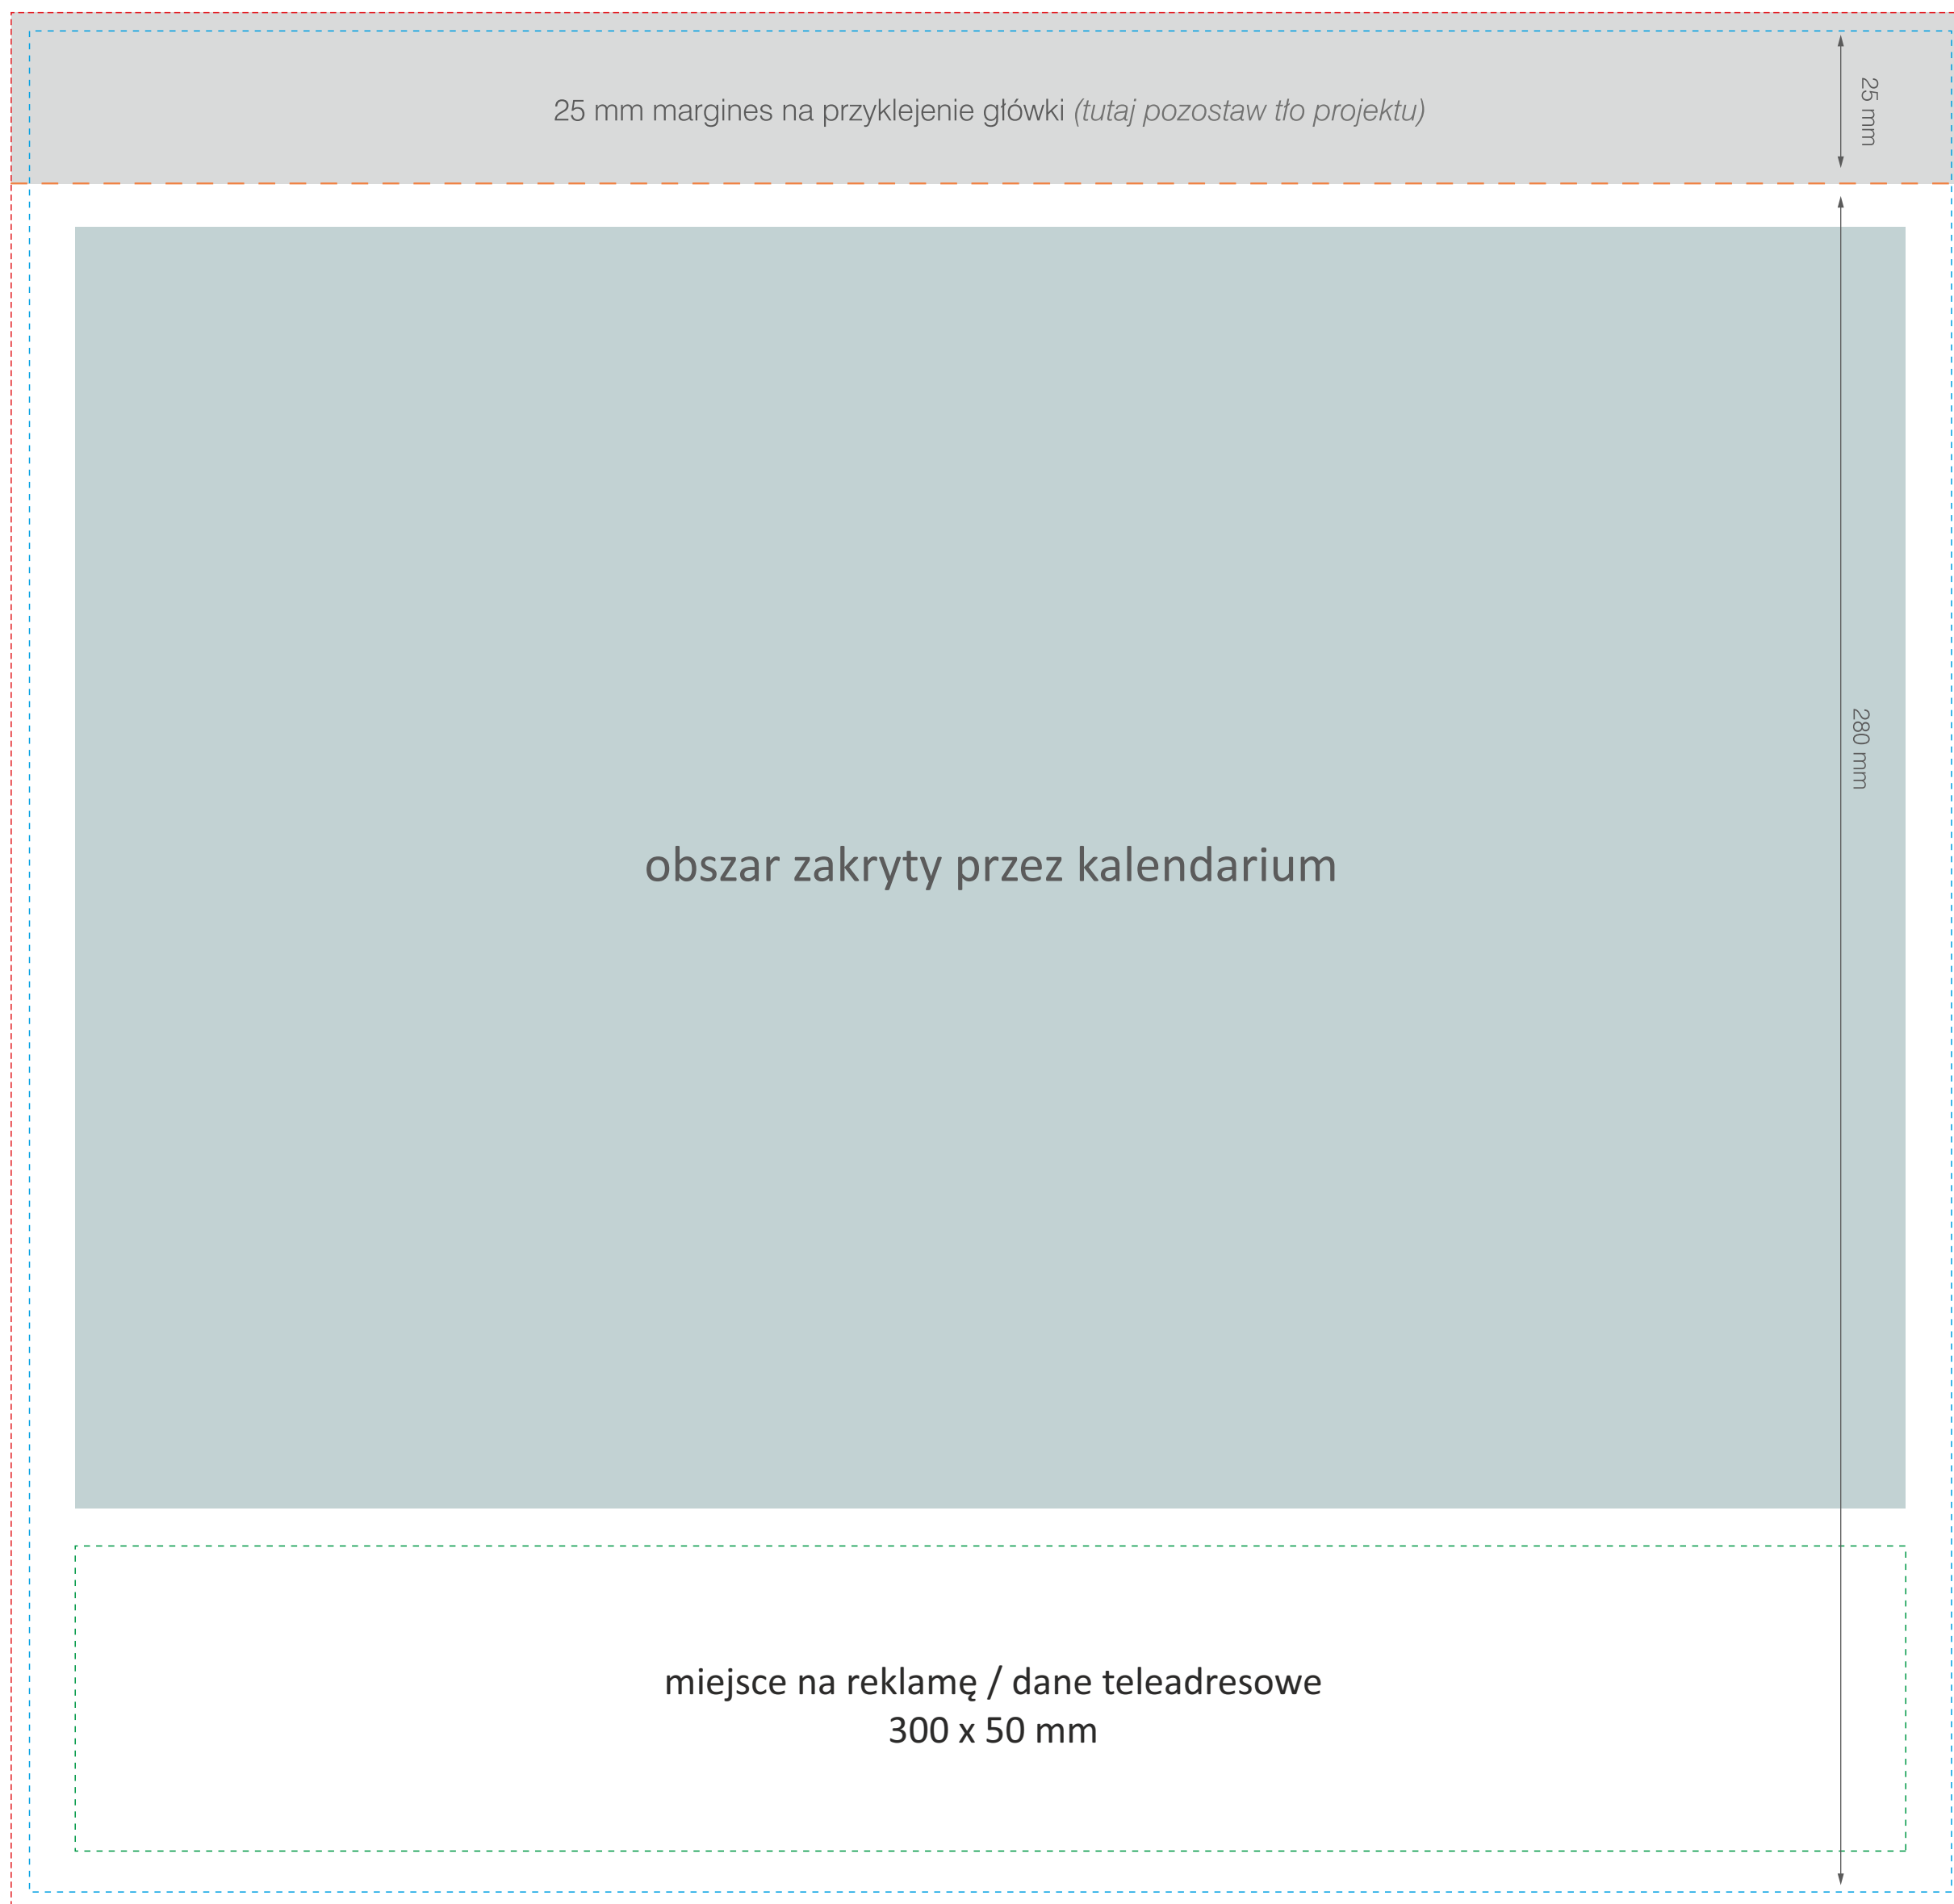 25 mm margines na przyklejenie główki (tutaj pozostaw tło projektu)
25 mm
280 mm
obszar zakryty przez kalendarium
miejsce na reklamę / dane teleadresowe
300 x 50 mm